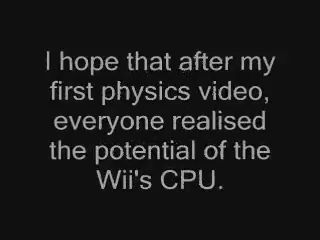 I hope that after my
first physics video,
everyone realised
the potential of the
Wii's CPU.